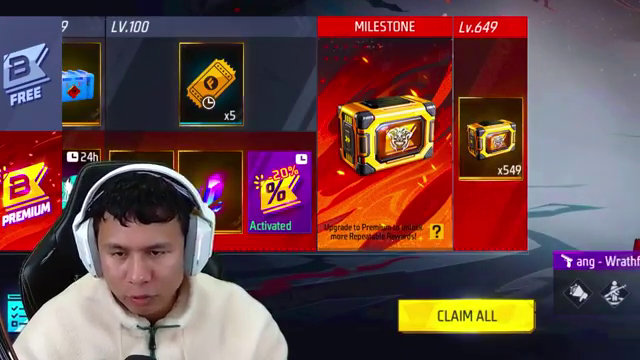 9
LV.100
MILESTONE
Lv.649
B
FREE
x5
24h
B
PREMIUM
-20%
%
Activated
Upgrade to Premium to unlock
more Repeatable Rewards!
?
x549
ang - Wrathf
CLAIM ALL